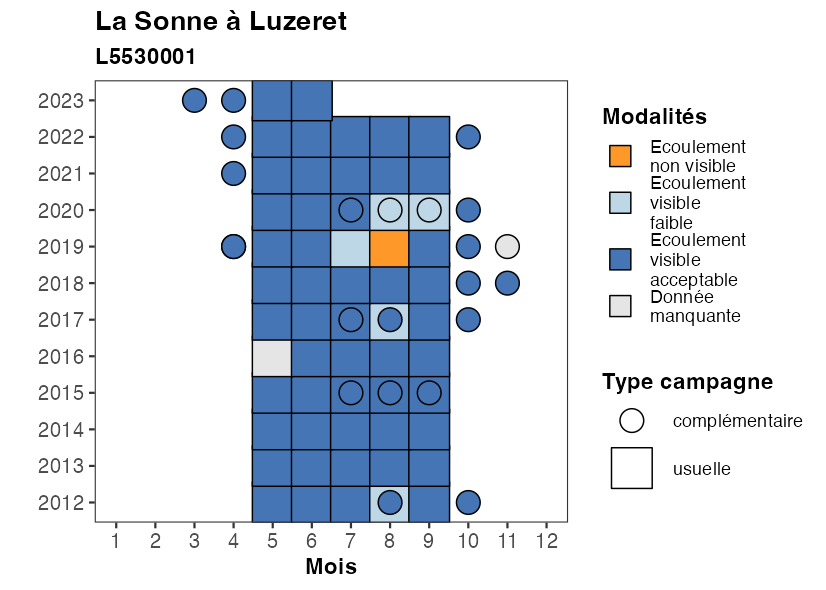 La Sonne à Luzeret
L5530001
2023
2022
2021
2020
2019
2018
2017
2016
2015
2014
2013
2012
1 2 3 4 5 6 7 8 9 10 11 12
Mois
Modalités
Ecoulement
non visible
Ecoulement
visible
faible
Ecoulement
visible
acceptable
Donnée
manquante
Type campagne
complémentaire
usuelle